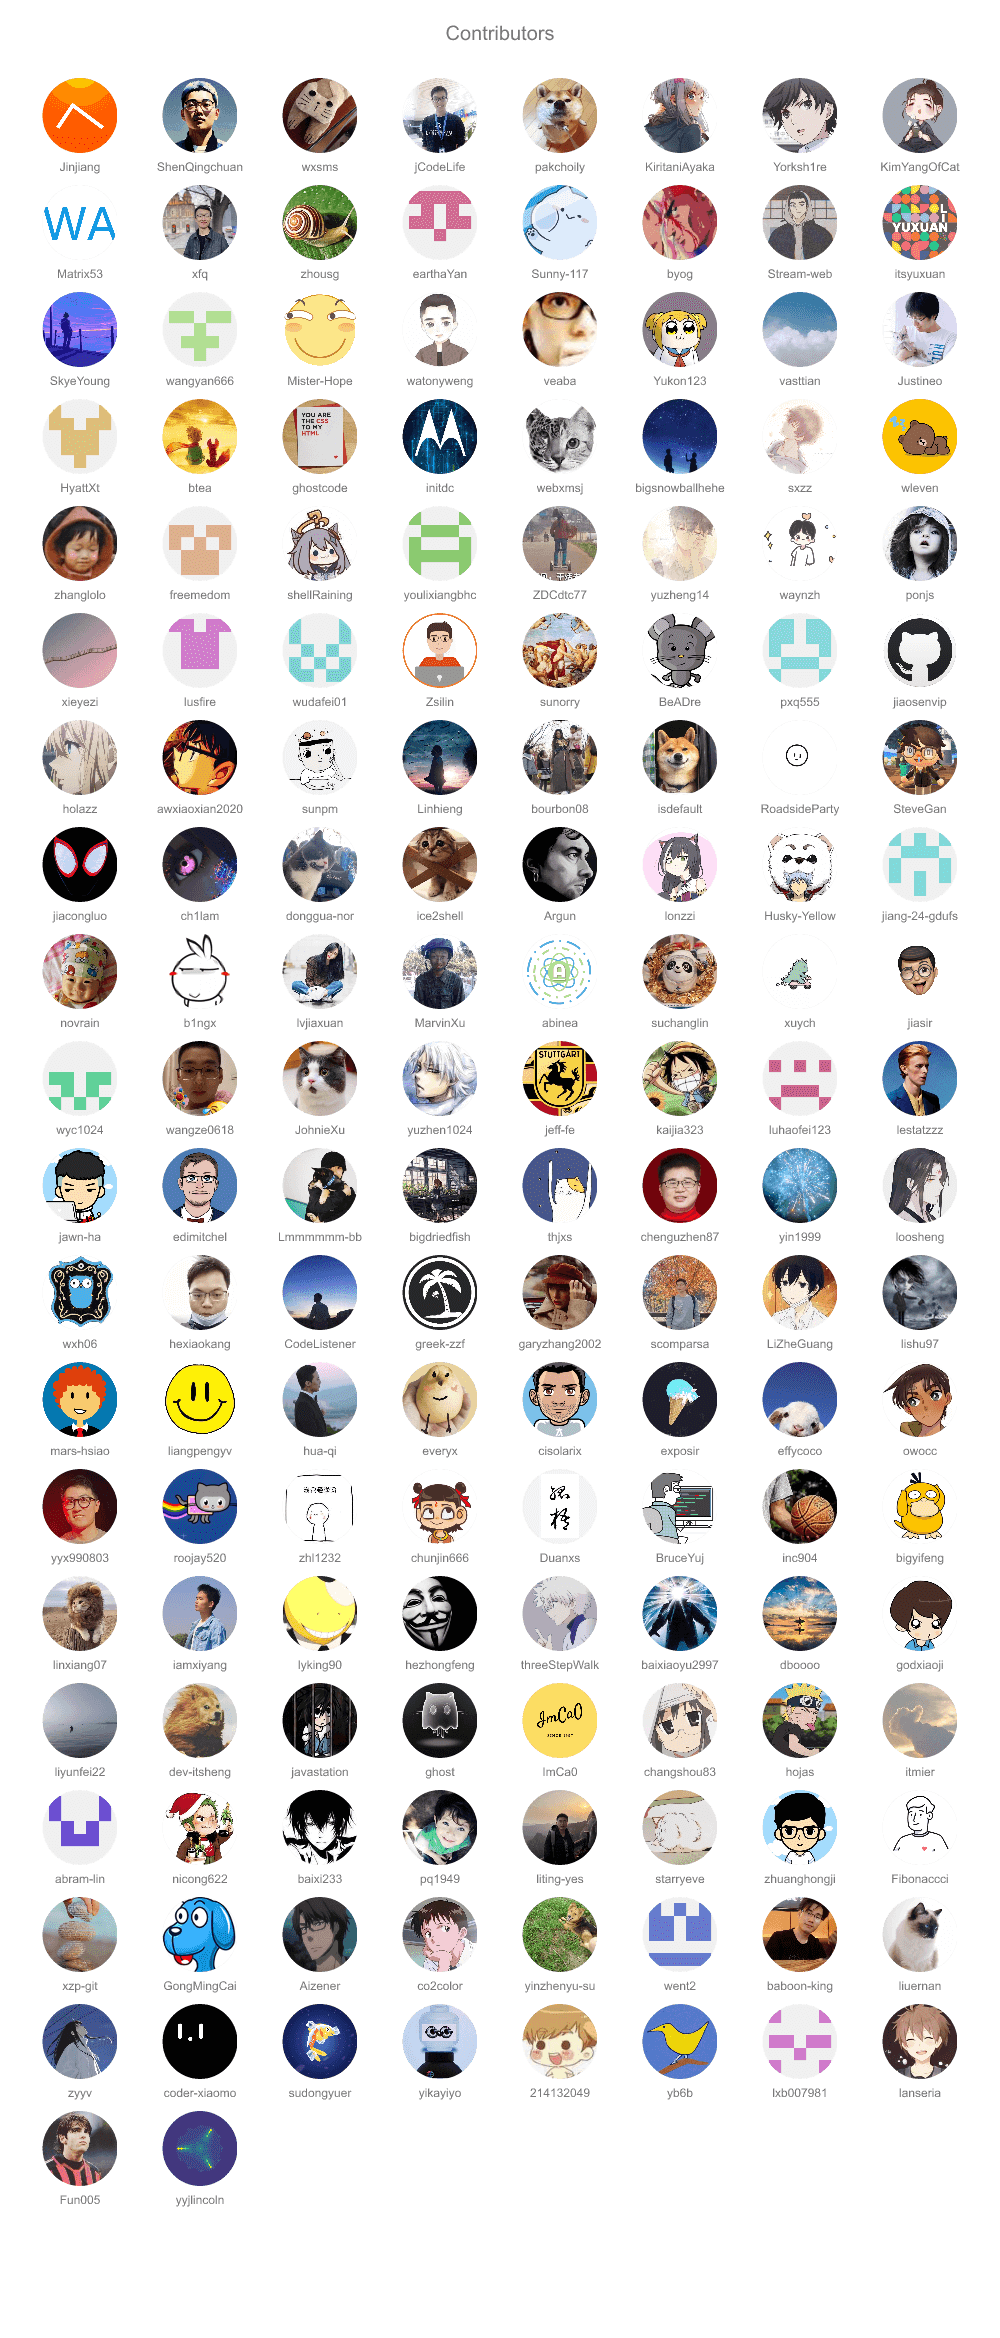 Contributors
Jinjiang ShenQingchuan wxsms jCodeLife pakchoily KiritaniAyaka Yorksh1re KimYangOfCat
WA
LI
YUXUAN
Matrix53 xfq zhousg earthaYan Sunny-117 byog Stream-web itsyuxuan
SkyeYoung wangyan666 Mister-Hope watonyweng veaba Yukon123 vasttian Justineo
YOU ARE
THE CSS
TO MY
HTML
HyattXt btea ghostcode initdc webxmsj bigsnowballhehe sxzz wleven
zhanglolo freemedom shellRaining youlixiangbhc ZDCdtc77 yuzheng14 waynzh ponjs
xieyezi lusfire wudafei01 Zsilin sunorry BeADre pxq555 jiaosenvip
holazz awxiaoxian2020 sunpm Linhieng bourbon08 isdefault RoadsideParty SteveGan
jiacongluo ch1lam donggua-nor ice2shell Argun lonzzi Husky-Yellow jiang-24-gdufs
novrain b1ngx lvjiaxuan MarvinXu abinea suchanglin xuych jiasir
STUTTGART
wyc1024 wangze0618 JohnieXu yuzhen1024 jeff-fe kaijia323 luhaofei123 lestatzzz
jawn-ha edimitchel Lmmmmmm-bb bigdriedfish thjxs chenguzhen87 yin1999 loosheng
wxh06 hexiaokang CodeListener greek-zzf garyzhang2002 scomparsa LiZheGuang lishu97
mars-hsiao liangpengyv hua-qi everyx cisolarix exposir effycoco owocc
yyx990803 roojay520 zhl1232 chunjin666 Duanxs BruceYuj inc904 bigyifeng
linxiang07 iamxiyang lyking90 hezhongfeng threeStepWalk baixiaoyu2997 dboooo godxiaoji
JmCaO
liyunfei22 dev-itsheng javastation ghost ImCa0 changshou83 hojas itmier
abram-lin nicong622 baixi233 pq1949 liting-yes starryeve zhuanghongji Fibonaccci
xzp-git GongMingCai Aizener co2color yinzhenyu-su went2 baboon-king liuernan
zyyv coder-xiaomo sudongyuer yikayiyo 214132049 yb6b lxb007981 lanseria
Fun005 yyjlincoln